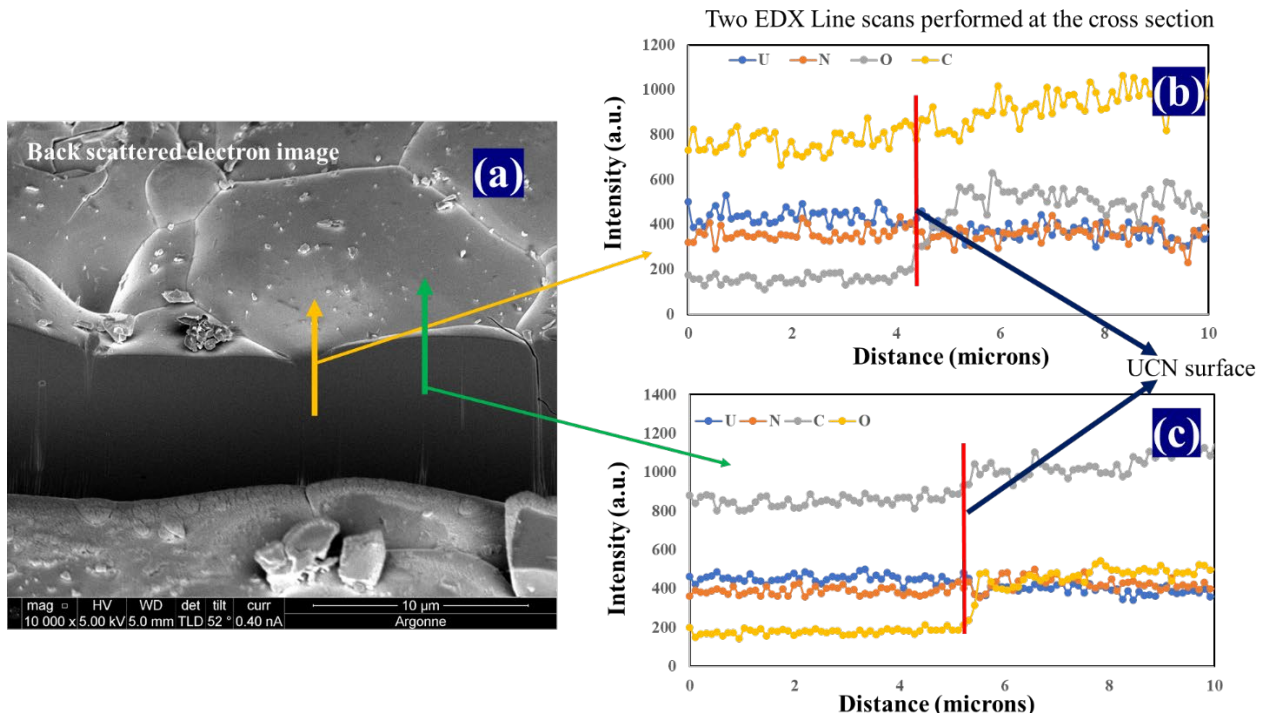 Two EDX Line scans performed at the cross section
Back scattered electron image
(a)
mag HV WD det tilt curr
10 000 x 5.00 kV 5.0 mm TLD 52 ° 0.40 nA
10 µm
Argonne
(b)
U N O C
Intensity (a.u.)
1200
1000
800
600
400
200
0
0 2 4 6 8 10
Distance (microns)
UCN surface
(c)
U N C O
Intensity (a.u.)
1400
1200
1000
800
600
400
200
0
0 2 4 6 8 10
Distance (microns)